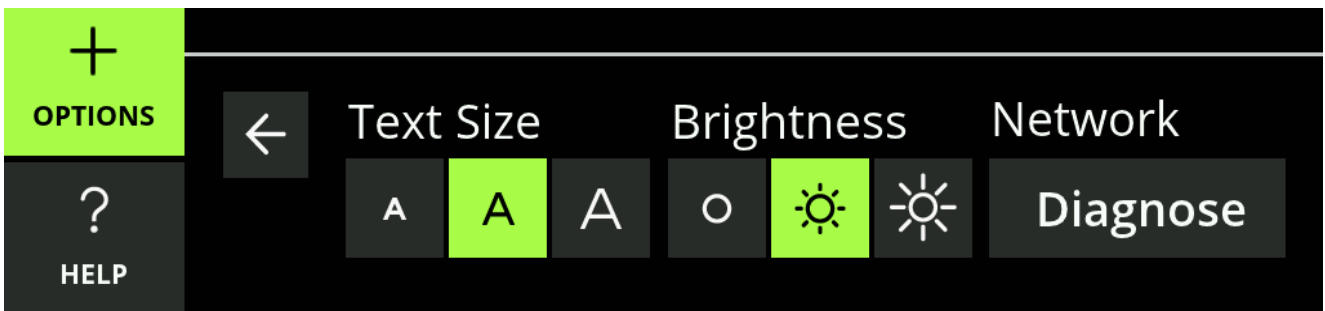 OPTIONS
HELP
Text Size
A A A
Brightness
Network
Diagnose